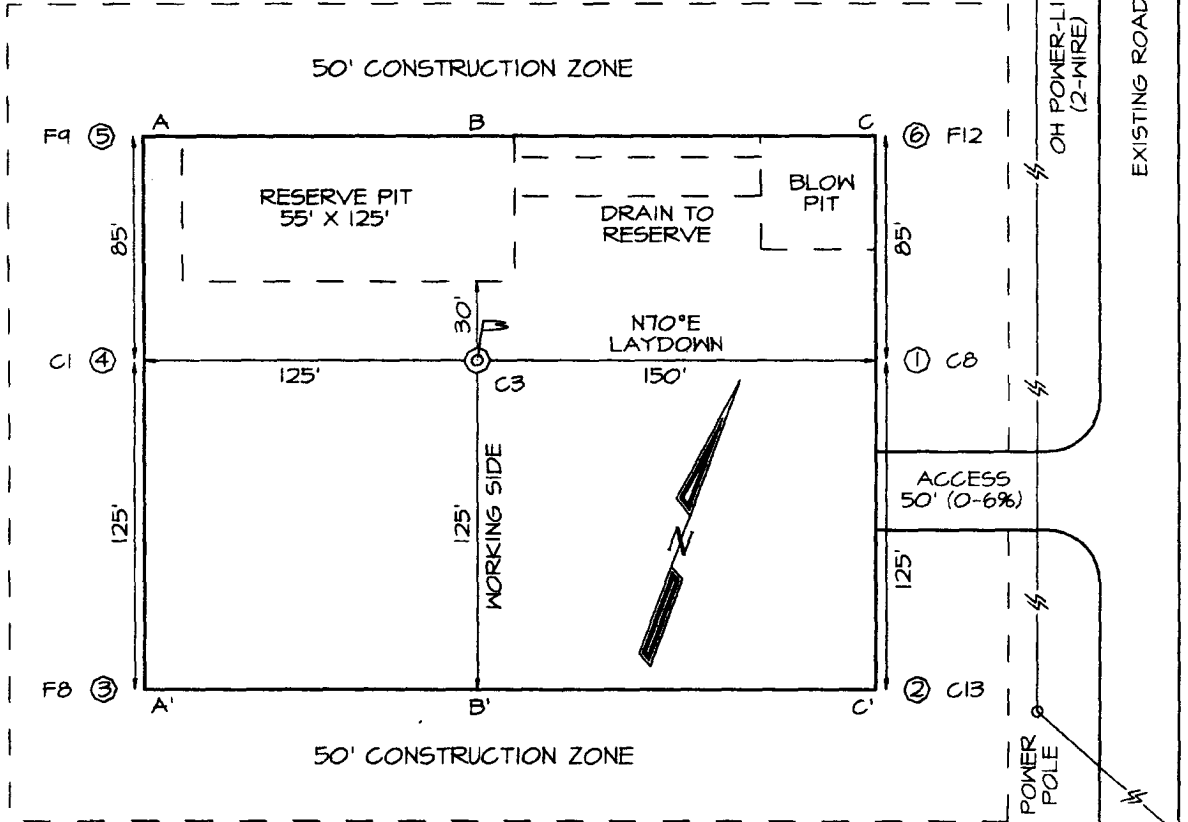 50' CONSTRUCTION ZONE
OH POWER-LI
(2-WIRE)
EXISTING ROAD
A
B
C
F9 ⑤
⑥ F12
RESERVE PIT
55' X 125'
BLOW
PIT
DRAIN TO
RESERVE
85'
85'
30'
N70°E
LAYDOWN
C1 ④
① C8
125'
150'
C3
125'
125'
WORKING SIDE
N
ACCESS
50' (0-6%)
125'
F8 ③
② C13
A'
B'
C'
50' CONSTRUCTION ZONE
POWER
POLE